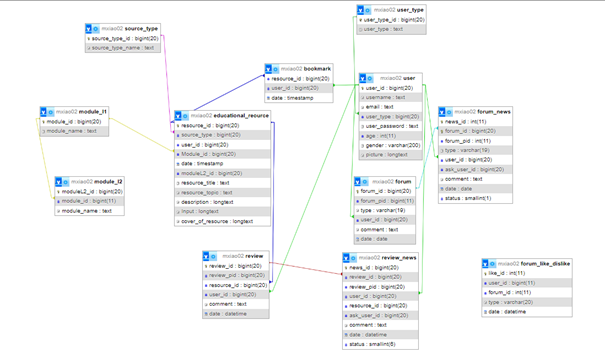 mxiao02 source_type
source_type_id : bigint(20)
source_type_name : text
mxiao02 user_type
user_type_id : bigint(20)
user_type : text
mxiao02 bookmark
resource_id : bigint(20)
user_id : bigint(20)
date : timestamp
mxiao02 user
user_id : bigint(20)
username : text
email : text
user_type : bigint(20)
user_password : text
age : int(11)
gender : varchar(200)
picture : longtext
mxiao02 module_l1
module_id : bigint(20)
module_name : text
mxiao02 educational_reource
resource_id : bigint(20)
source_type : bigint(20)
user_id : bigint(20)
Module_id : bigint(20)
date : timestamp
moduleL2_id : bigint(20)
resource_title : text
resource_topic : text
description : longtext
input : longtext
cover_of_resource : longtext
mxiao02 forum_news
news_id : int(11)
forum_id : bigint(20)
forum_pid : bigint(11)
type : varchar(19)
user_id : bigint(20)
ask_user_id : bigint(20)
comment : text
date : date
status : smallint(1)
mxiao02 module_l2
moduleL2_id : bigint(20)
module_id : bigint(11)
module_name : text
mxiao02 forum
forum_id : bigint(20)
forum_pid : bigint(11)
type : varchar(19)
user_id : bigint(20)
comment : text
date : date
mxiao02 review
review_id : bigint(20)
review_pid : bigint(20)
resource_id : bigint(20)
user_id : bigint(20)
comment : text
date : datetime
mxiao02 review_news
news_id : bigint(20)
review_id : bigint(20)
review_pid : bigint(20)
user_id : bigint(20)
resource_id : bigint(20)
ask_user_id : bigint(20)
comment : text
date : datetime
status : smallint(6)
mxiao02 forum_like_dislike
like_id : int(11)
user_id : bigint(11)
forum_id : int(11)
type : varchar(20)
date : datetime